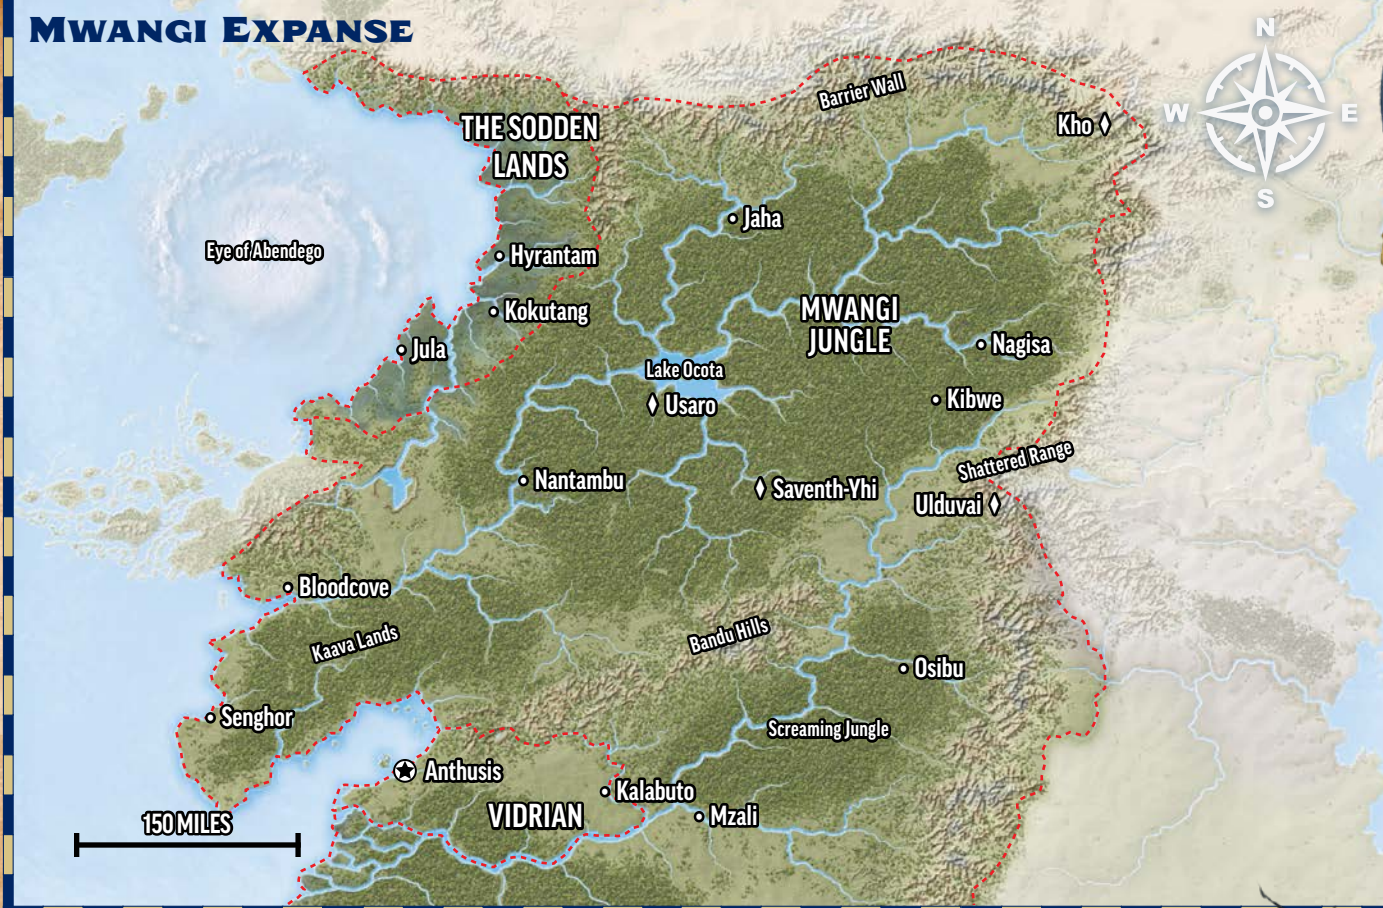 MWANGI EXPANSE
N
W
E
S
Barrier Wall
Kho
THE SODDEN
LANDS
Jaha
Eye of Abendego
Hyrantam
Kokutang
MWANGI
JUNGLE
Jula
Nagisa
Lake Ocota
Usaro
Kibwe
Shattered Range
Nantambu
Saventh-Yhi
Ulduvai
Bloodcove
Kaava Lands
Bandu Hills
Osibu
Senghor
Screaming Jungle
Anthusis
Kalabuto
VIDRIAN
Mzali
150 MILES